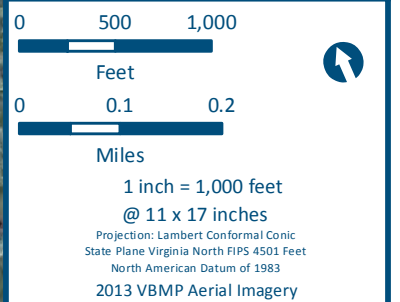 0 500 1,000
Feet
0 0.1 0.2
Miles
1 inch = 1,000 feet
@ 11 x 17 inches
Projection: Lambert Conformal Conic
State Plane Virginia North FIPS 4501 Feet
North American Datum of 1983
2013 VBMP Aerial Imagery